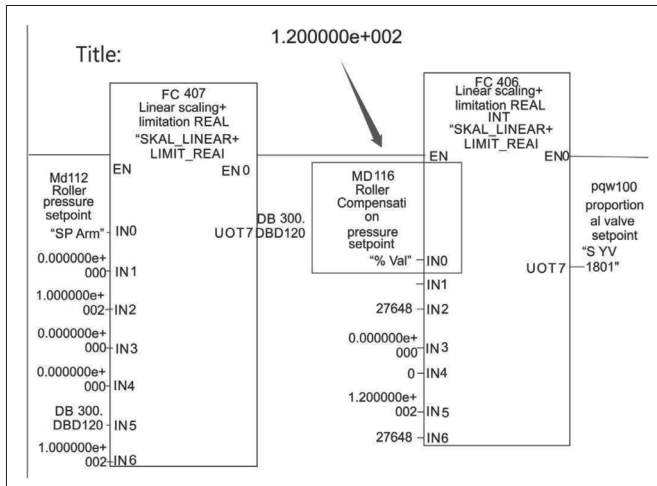 1.200000e+002
Title:
FC 407
Linear scaling+
limitation REAL
“SKAL_LINEAR+
LIMIT_REAI
EN
EN 0
Md112
Roller
pressure
setpoint
“SP Arm”
IN0
0.000000e+
000
IN1
1.000000e+
002
IN2
0.000000e+
000
IN3
0.000000e+
000
IN4
DB 300.
DBD120
IN5
1.000000e+
002
IN6
DB 300.
UOT7 DBD120
FC 406
Linear scaling+
limitation REAL
INT
“SKAL_LINEAR+
LIMIT_REAI
EN
EN0
MD116
Roller
Compensati
on
pressure
setpoint
“% Val”
IN0
IN1
27648
IN2
0.000000e+
000
IN3
0
IN4
1.200000e+
002
IN5
27648
IN6
pqw100
proportion
al valve
setpoint
“S YV
1801"
UOT7